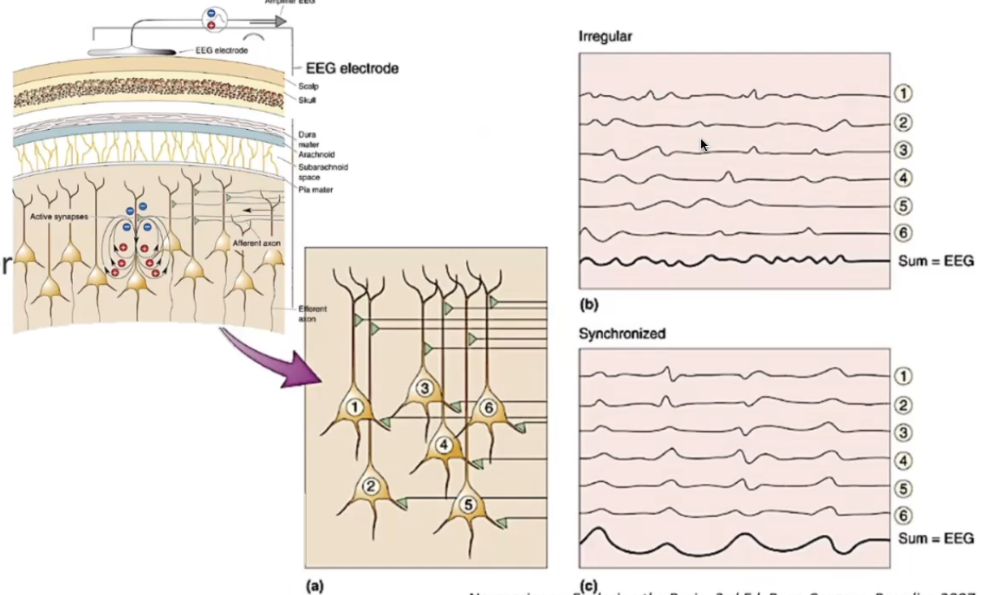 Amplifier EEG
EEG electrode
EEG electrode
Scalp
Skull
Dura
mater
Arachnoid
Subarachnoid
space
Pia mater
Active synapses
Afferent axon
Efferent
axon
r
1
2
3
4
5
6
(a)
Irregular
1
2
3
4
5
6
Sum = EEG
(b)
Synchronized
1
2
3
4
5
6
Sum = EEG
(c)